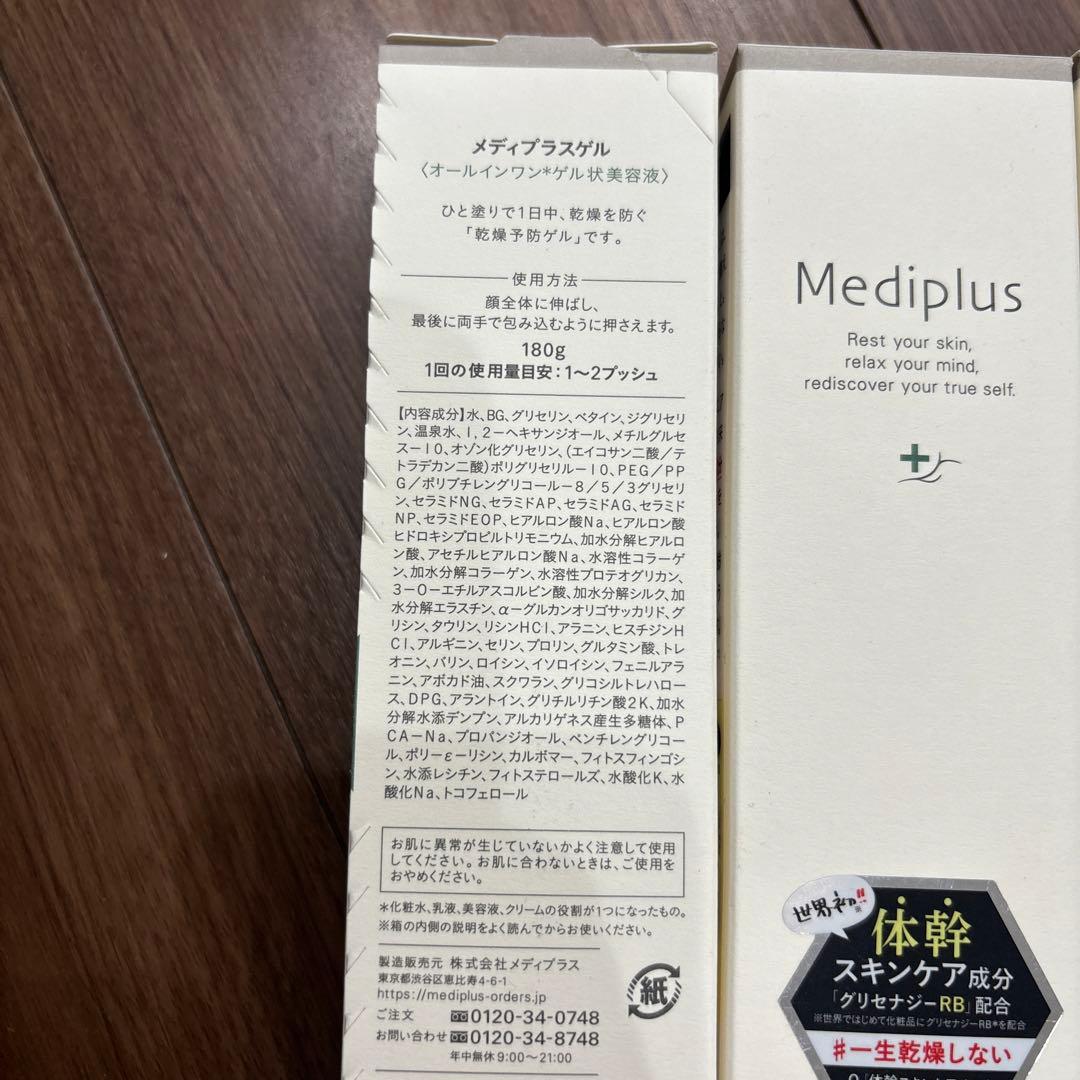 メディプラスゲル
〈オールインワン*ゲル状美容液〉
ひと塗りで1日中、乾燥を防ぐ
「乾燥予防ゲル」です。
使用方法
顔全体に伸ばし、
最後に両手で包み込むように押さえます。
180g
1回の使用量目安：1〜2プッシュ
【内容成分】水、BG、グリセリン、ベタイン、ジグリセリ
ン、温泉水、1，2－ヘキサンジオール、メチルグルセ
ス－10、オゾン化グリセリン、（エイコサン二酸／テ
トラデカン二酸）ポリグリセリル－10、PEG／PP
G／ポリブチレングリコール－8／5／3グリセリ
ン、セラミドNG、セラミドAP、セラミドAG、セラミド
NP、セラミドEOP、ヒアルロン酸Na、ヒアルロン酸
ヒドロキシプロピルトリモニウム、加水分解ヒアルロ
ン酸、アセチルヒアルロン酸Na、水溶性コラーゲ
ン、加水分解コラーゲン、水溶性プロテオグリカン、
3－O－エチルアスコルビン酸、加水分解シルク、加
水分解エラスチン、α－グルカンオリゴサッカリド、グ
リシン、タウリン、リシンHCl、アラニン、ヒスチジンH
Cl、アルギニン、セリン、プロリン、グルタミン酸、トレ
オニン、バリン、ロイシン、イソロイシン、フェニルアラ
ニン、アボカド油、スクワラン、グリコシルトレハロー
ス、DPG、アラントイン、グリチルリチン酸2K、加水
分解水添デンプン、アルカリゲネス産生多糖体、P
CA－Na、プロパンジオール、ペンチレングリコー
ル、ポリーε－リシン、カルボマー、フィトスフィンゴシ
ン、水添レシチン、フィトステロールズ、水酸化K、水
酸化Na、トコフェロール
お肌に異常が生じていないかよく注意して使用
してください。お肌に合わないときは、ご使用を
おやめください。
*化粧水、乳液、美容液、クリームの役割が1つになったもの。
※箱の内側の説明をよく読んでからお使いください。
製造販売元 株式会社メディプラス
東京都渋谷区恵比寿4-6-1
https://mediplus-orders.jp
ご注文 0120-34-0748
お問い合わせ 0120-34-8748
年中無休 9:00〜21:00
紙
Mediplus
Rest your skin,
relax your mind,
rediscover your true self.
世界初!!※
体幹
スキンケア成分
「グリセナジーRB」配合
※世界ではじめて化粧品にグリセナジーRB*を配合
#一生乾燥しない